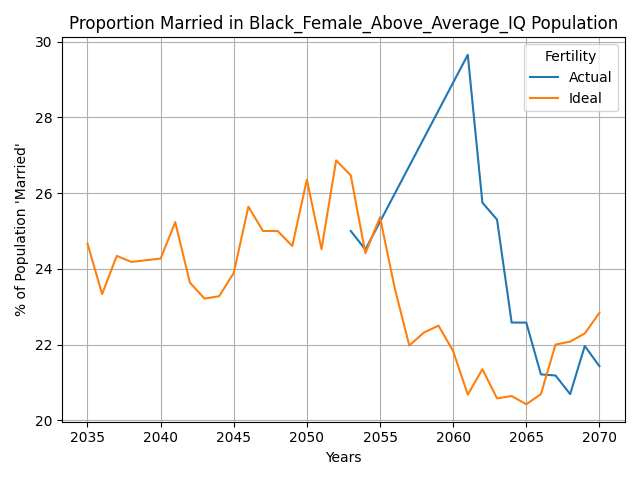 Proportion Married in Black_Female_Above_Average_IQ Population
% of Population 'Married'
30
28
26
24
22
20
Fertility
Actual
Ideal
2035 2040 2045 2050 2055 2060 2065 2070
Years